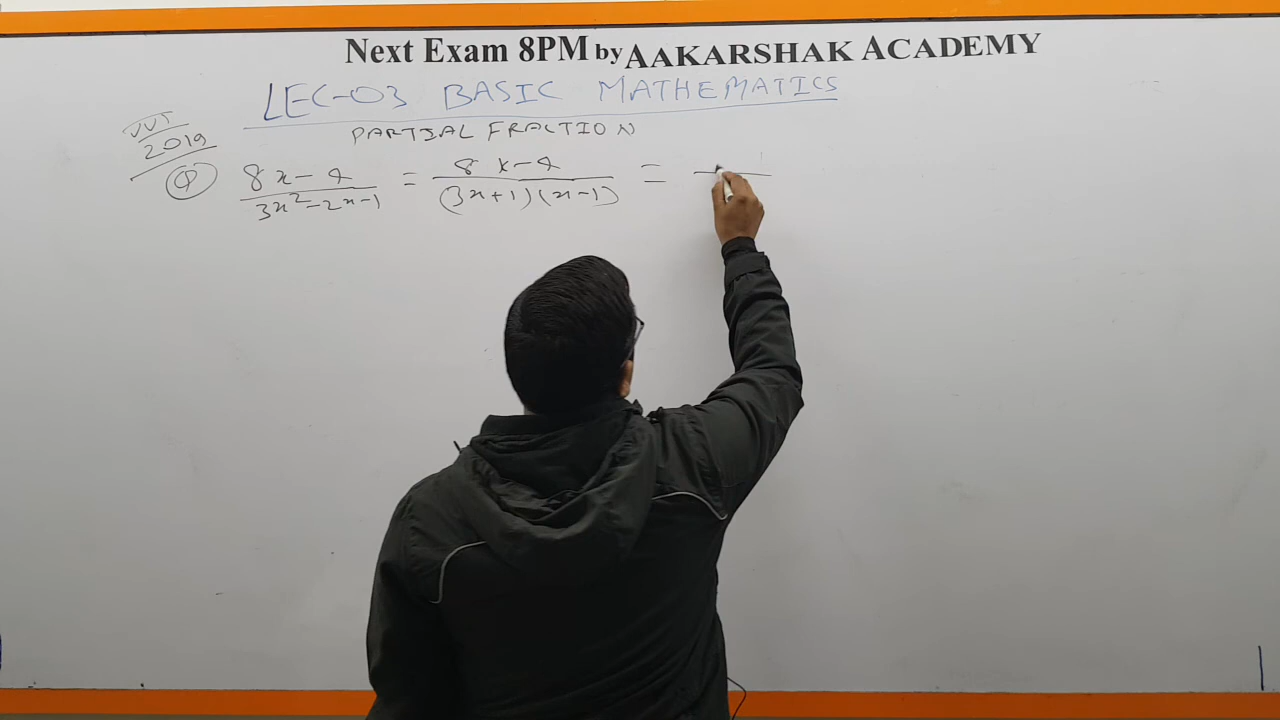 Next Exam 8PM by AAKARSHAK ACADEMY
LEC-03 BASIC MATHEMATICS
PARTIAL FRACTION
2019
Q 8x-4/3x²-2x-1 = 8x-4/(3x+1)(x-1) =